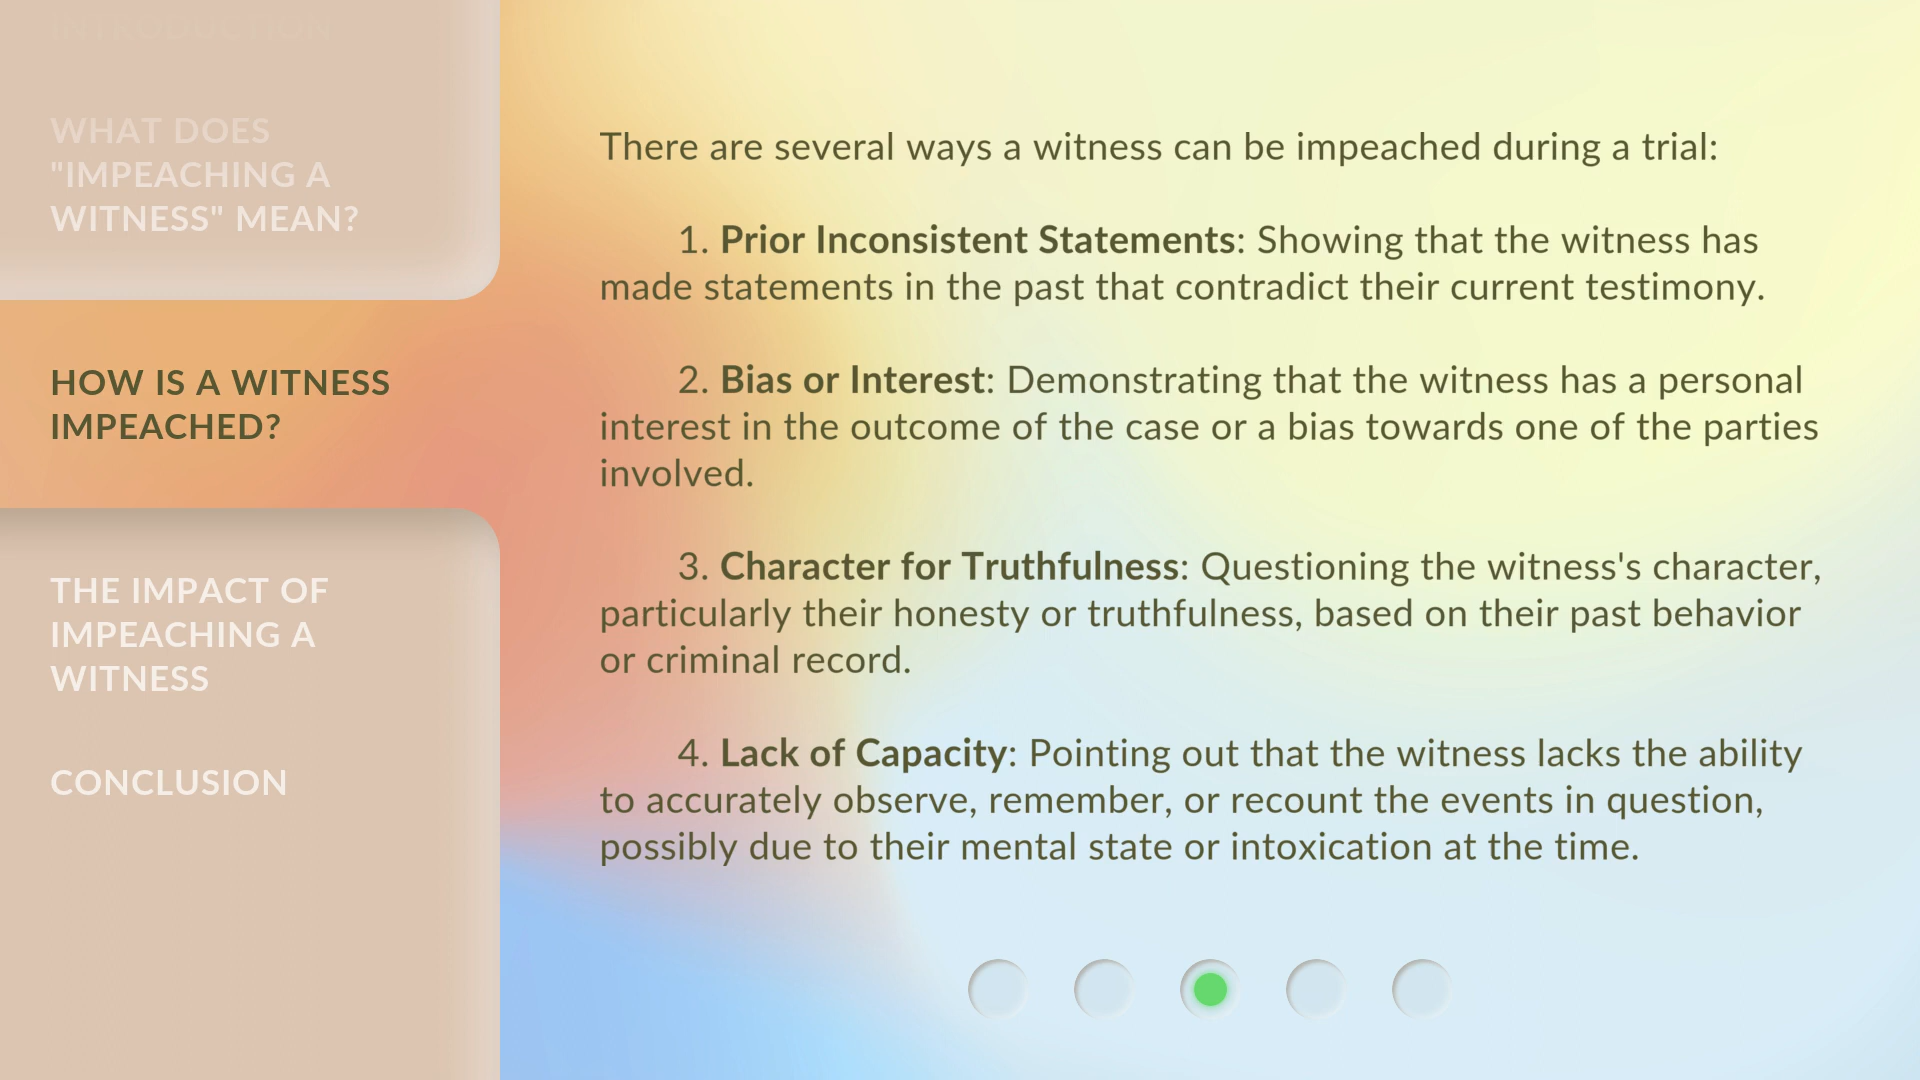 INTRODUCTION
WHAT DOES
"IMPEACHING A
WITNESS" MEAN?
HOW IS A WITNESS
IMPEACHED?
THE IMPACT OF
IMPEACHING A
WITNESS
CONCLUSION
There are several ways a witness can be impeached during a trial:
1. Prior Inconsistent Statements: Showing that the witness has
made statements in the past that contradict their current testimony.
2. Bias or Interest: Demonstrating that the witness has a personal
interest in the outcome of the case or a bias towards one of the parties
involved.
3. Character for Truthfulness: Questioning the witness's character,
particularly their honesty or truthfulness, based on their past behavior
or criminal record.
4. Lack of Capacity: Pointing out that the witness lacks the ability
to accurately observe, remember, or recount the events in question,
possibly due to their mental state or intoxication at the time.